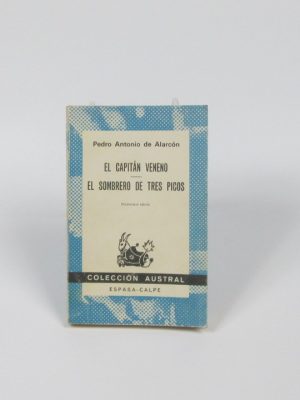 Pedro Antonio de Alarcón
EL CAPITÁN VENENO
EL SOMBRERO DE TRES PICOS
COLECCIÓN AUSTRAL
ESPASA-CALPE